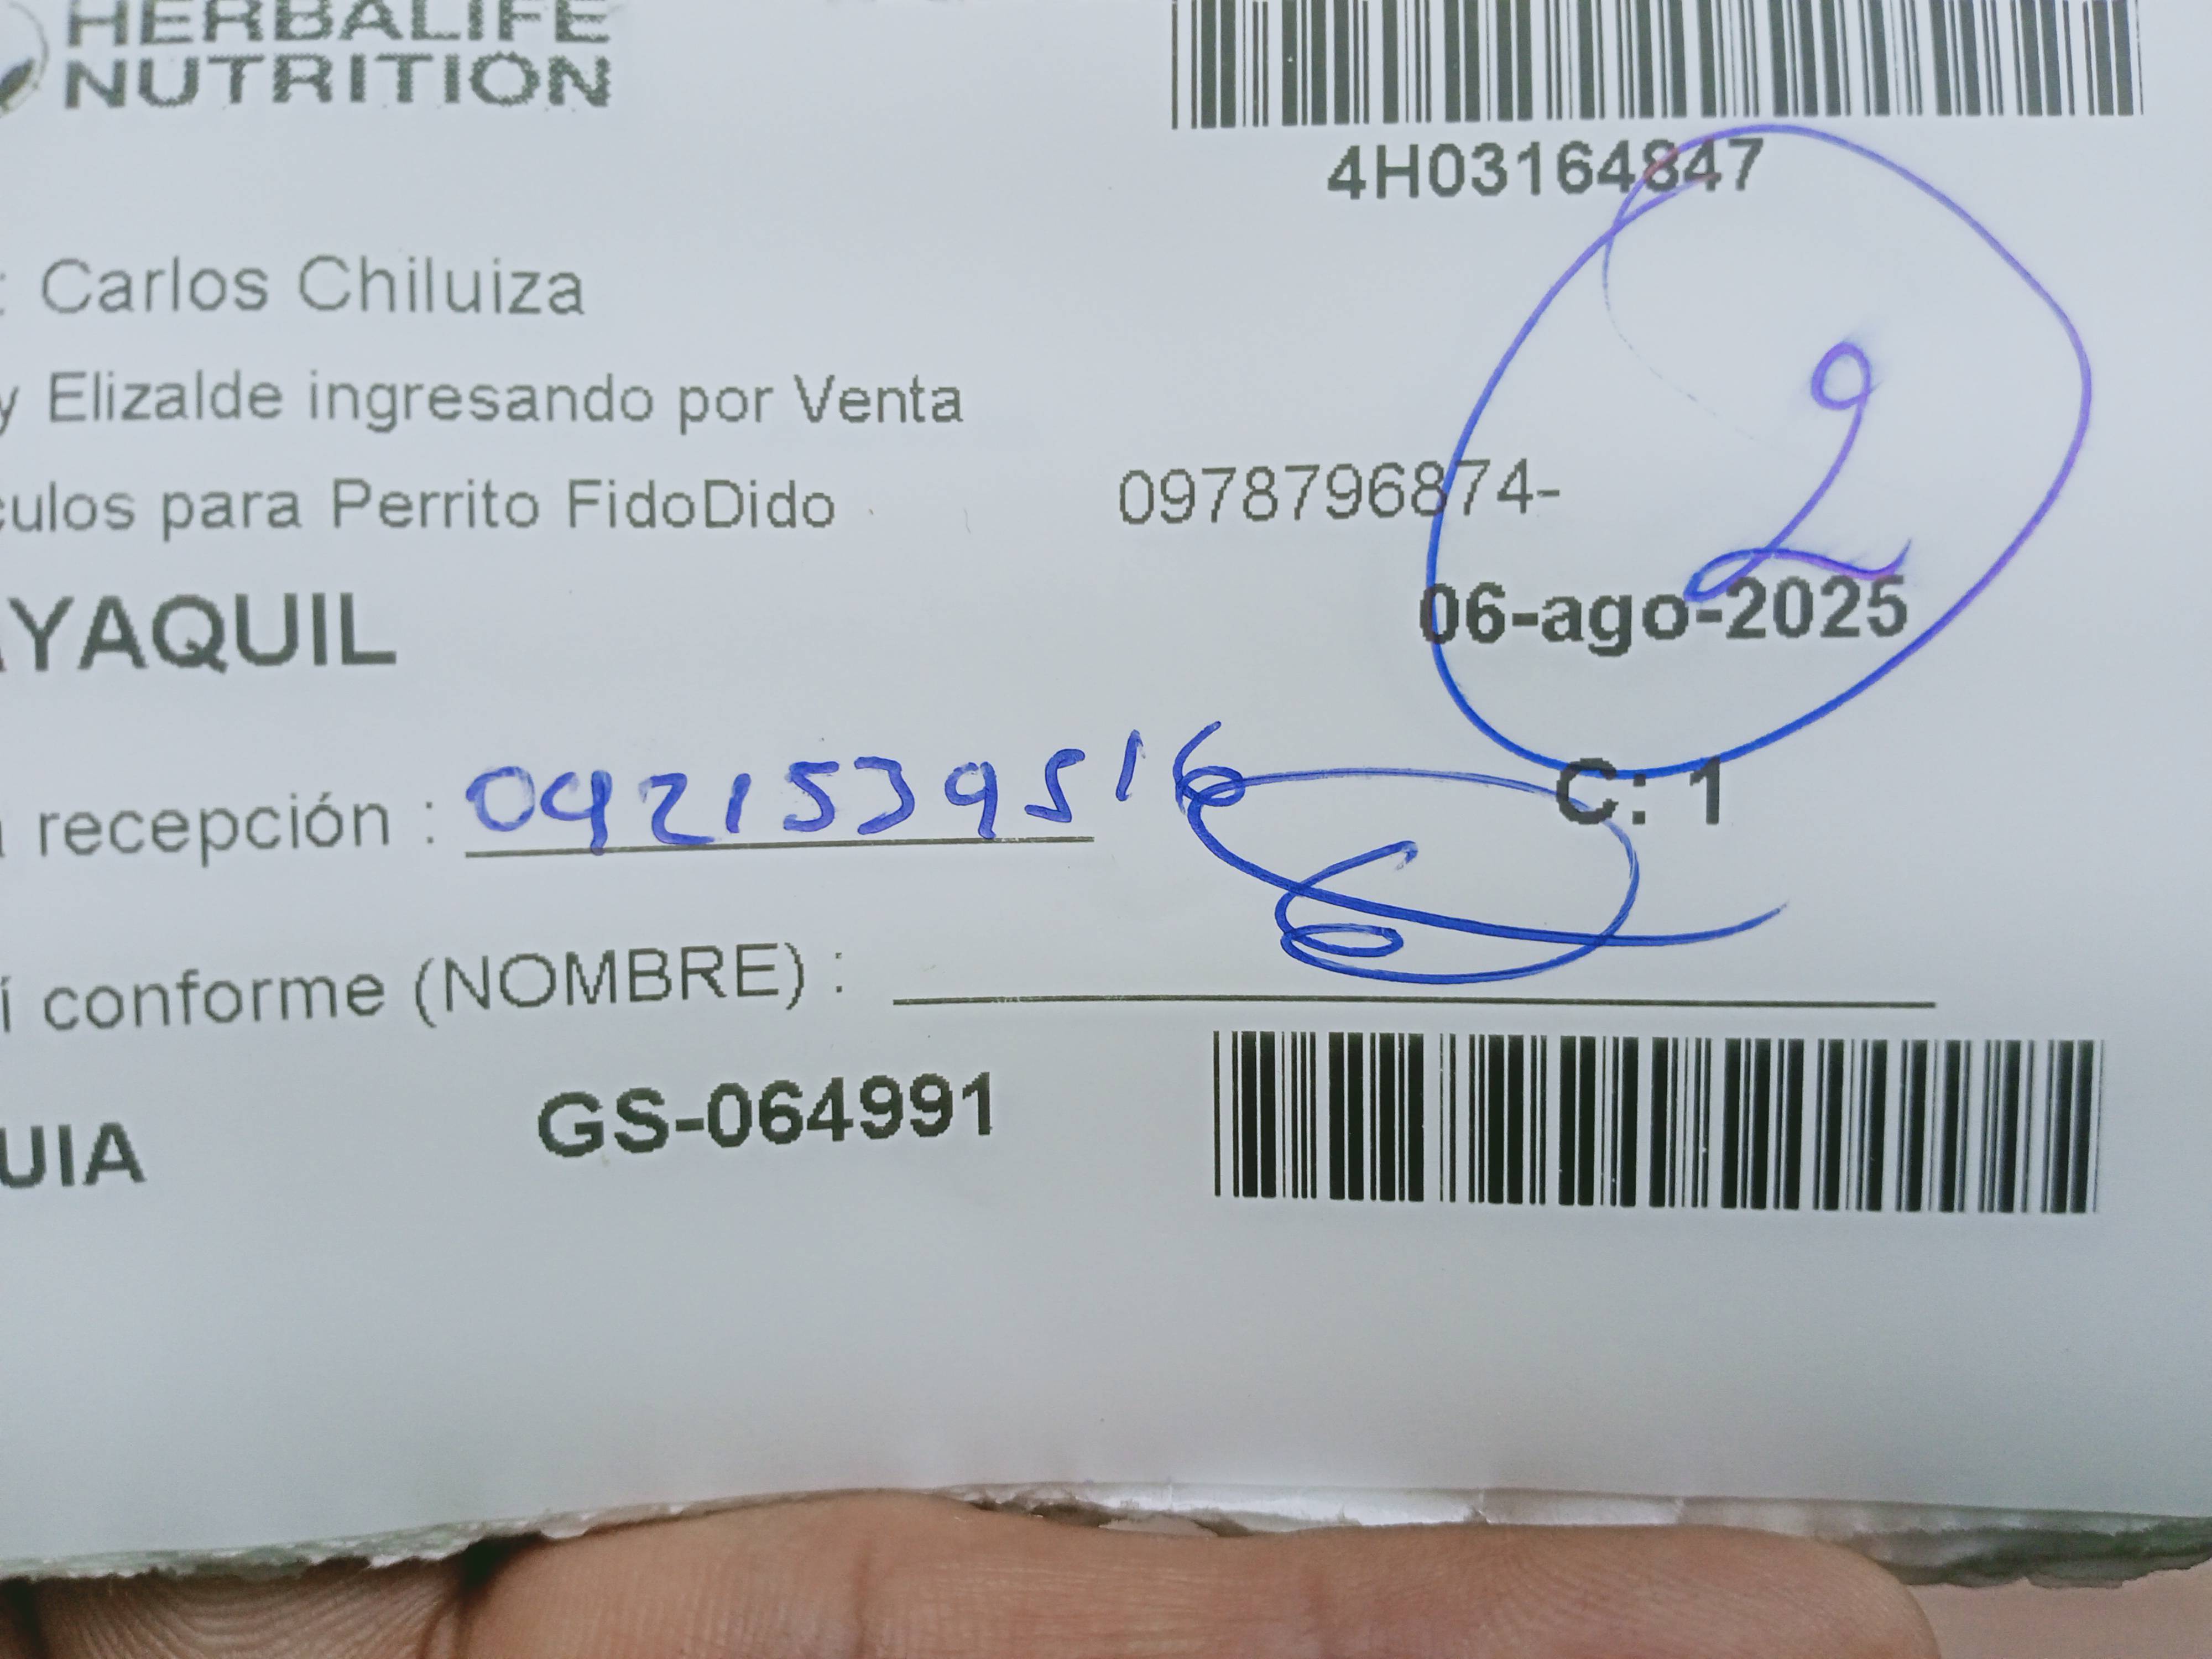 HERBALIFE
NUTRITION
4H03164847
: Carlos Chiluiza
y Elizalde ingresando por Venta
culos para Perrito FidoDido 0978796874-
AYAQUIL 06-ago-2025
2
C: 1
recepción : 0921539516
í conforme (NOMBRE) :
UIA GS-064991